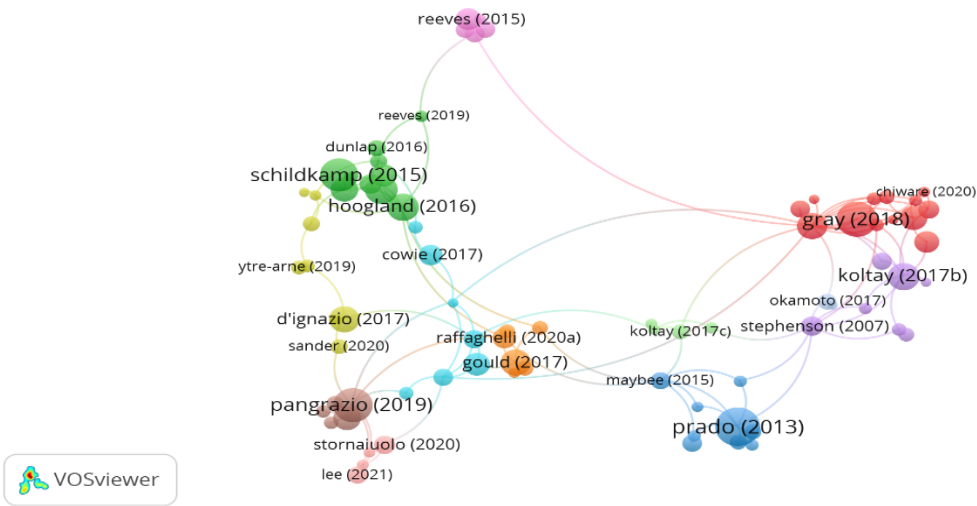 reeves (2015)
reeves (2019)
dunlap (2016)
schildkamp (2015)
chiware (2020)
hoogland (2016)
gray (2018)
cowie (2017)
ytre-arne (2019)
koltay (2017b)
okamoto (2017)
d'ignazio (2017)
stephenson (2007)
koltay (2017c)
raffaghelli (2020a)
sander (2020)
gould (2017)
maybee (2015)
pangrazio (2019)
prado (2013)
stornaiuolo (2020)
lee (2021)
VOSviewer